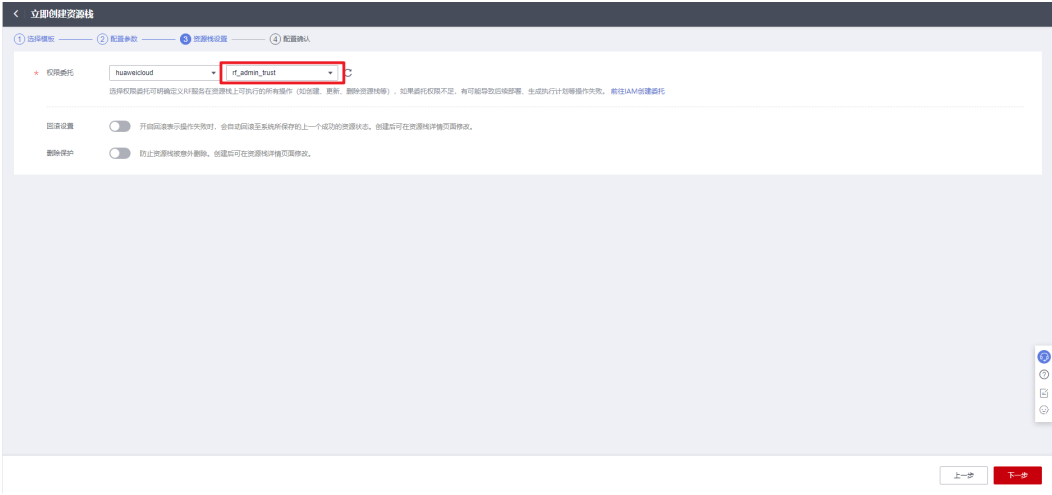 立即创建资源栈
1 选择模板 2 配置参数 3 资源栈设置 4 配置确认
* 权限委托 huaweicloud rf_admin_trust
选择权限委托可明确定义RF服务在资源栈上可执行的所有操作（如创建、更新、删除资源栈等），如果委托权限不足，有可能导致后续部署、生成执行计划等操作失败。 前往IAM创建委托
回滚设置 开启回滚表示操作失败时，会自动回滚至系统所保存的上一个成功的资源状态。创建后可在资源栈详情页面修改。
删除保护 防止资源栈被意外删除。创建后可在资源栈详情页面修改。
上一步 下一步